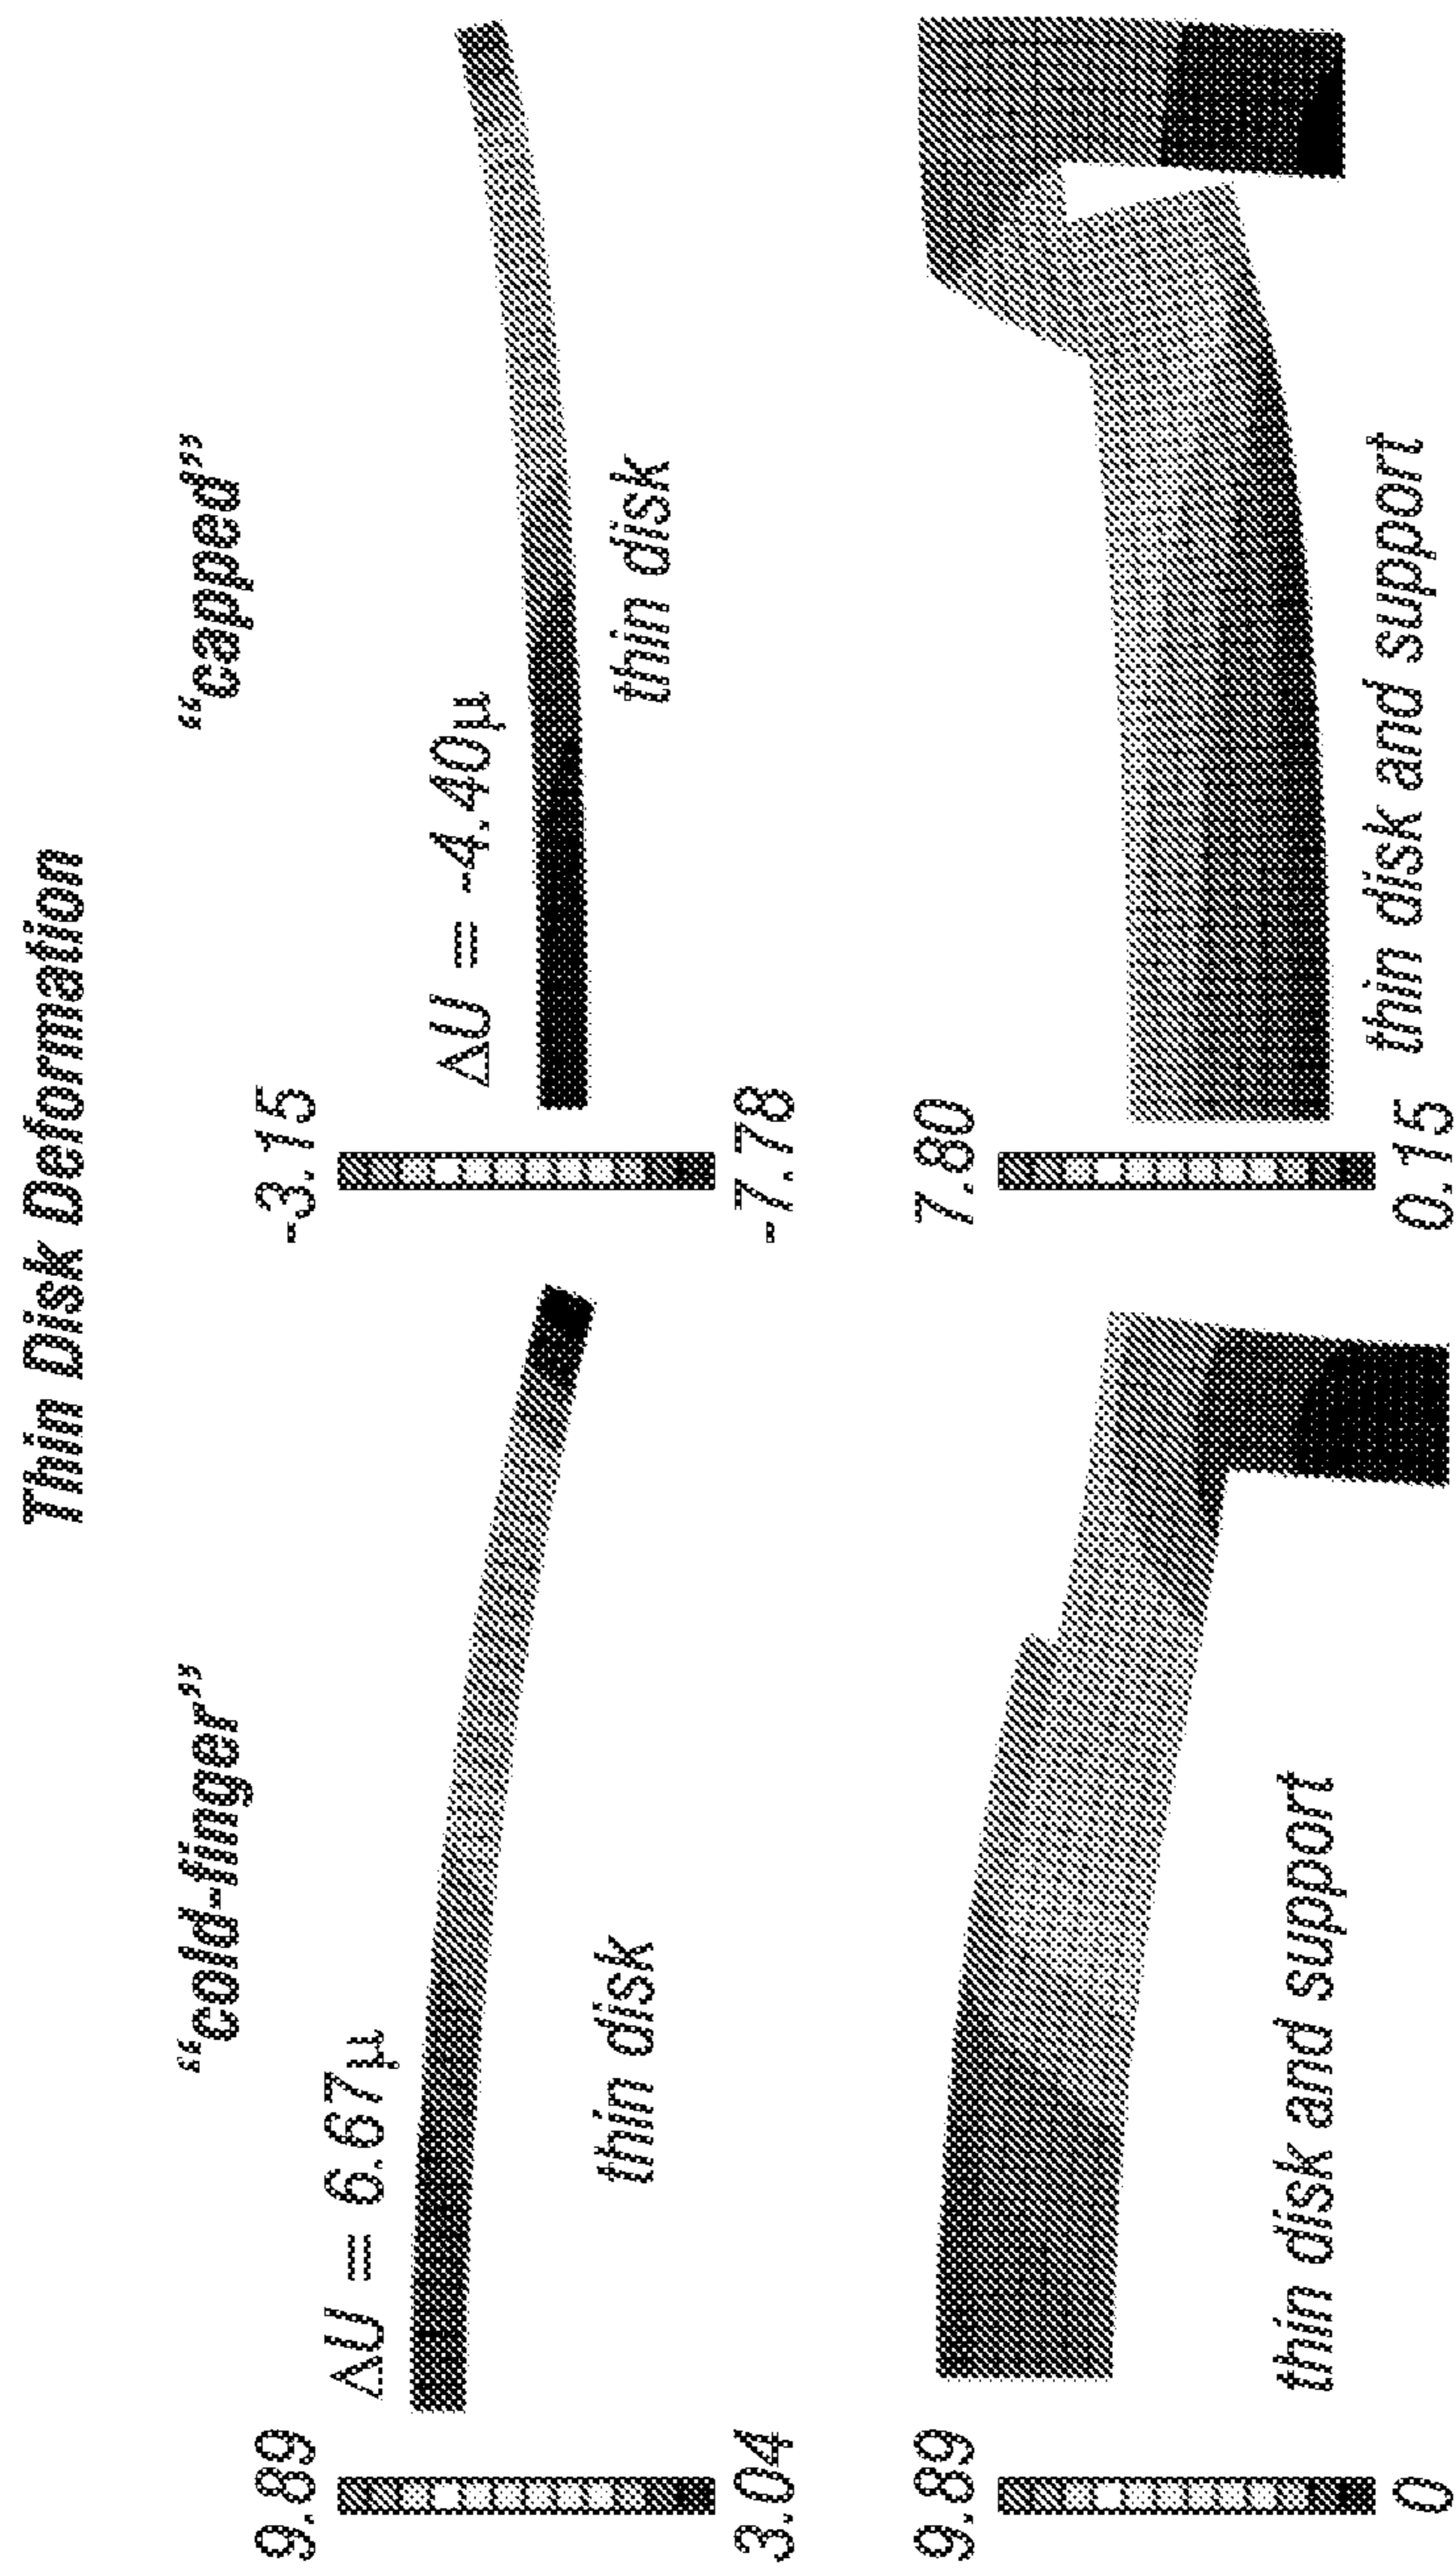 Thin Disk Deformation
“cold-finger”
9.89
ΔU = 6.67µ
thin disk
3.04
9.89
thin disk and support
0
“capped”
-3.15
ΔU = -4.40µ
thin disk
-7.78
7.80
thin disk and support
0.15